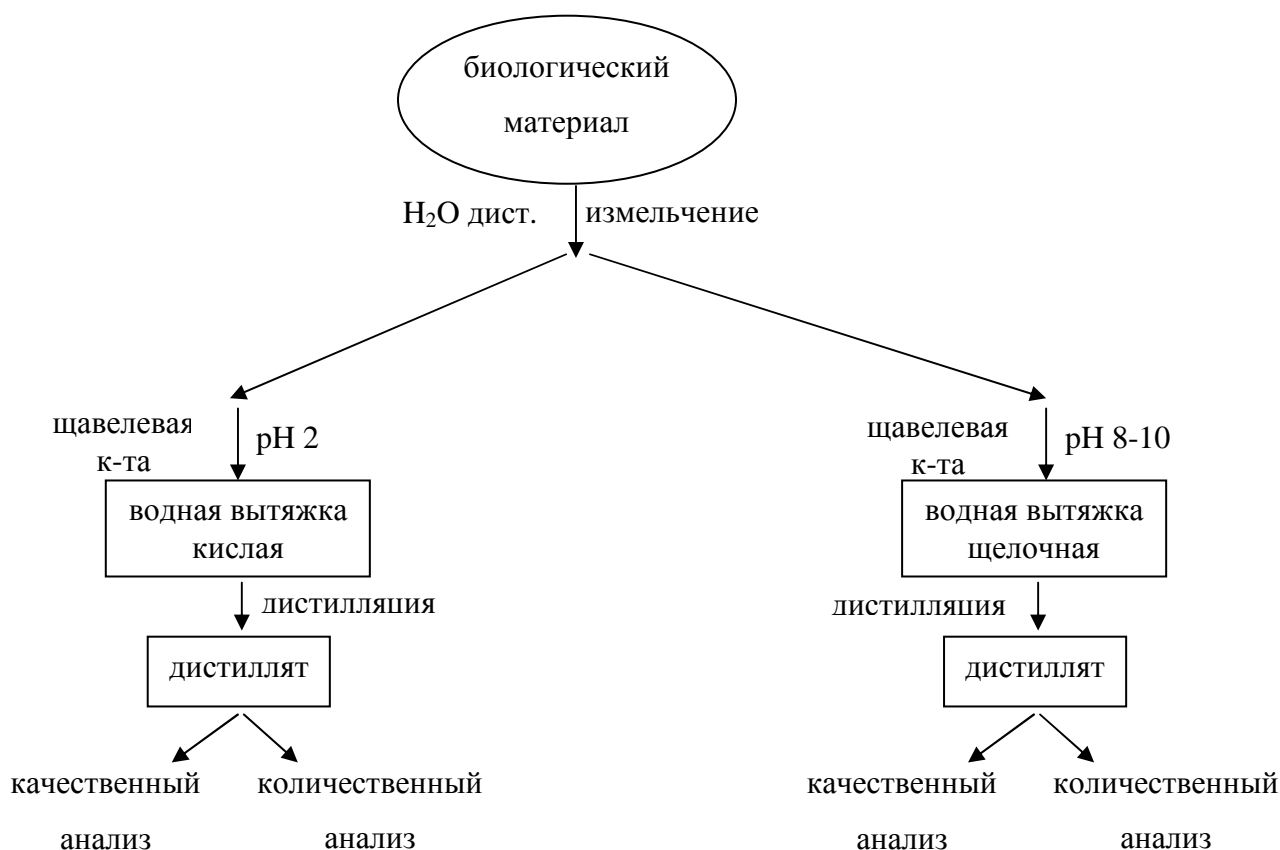 биологический
материал
H₂O дист. измельчение
щавелевая
к-та
pH 2
водная вытяжка
кислая
дистилляция
дистиллят
качественный
анализ
количественный
анализ
щавелевая
к-та
pH 8-10
водная вытяжка
щелочная
дистилляция
дистиллят
качественный
анализ
количественный
анализ